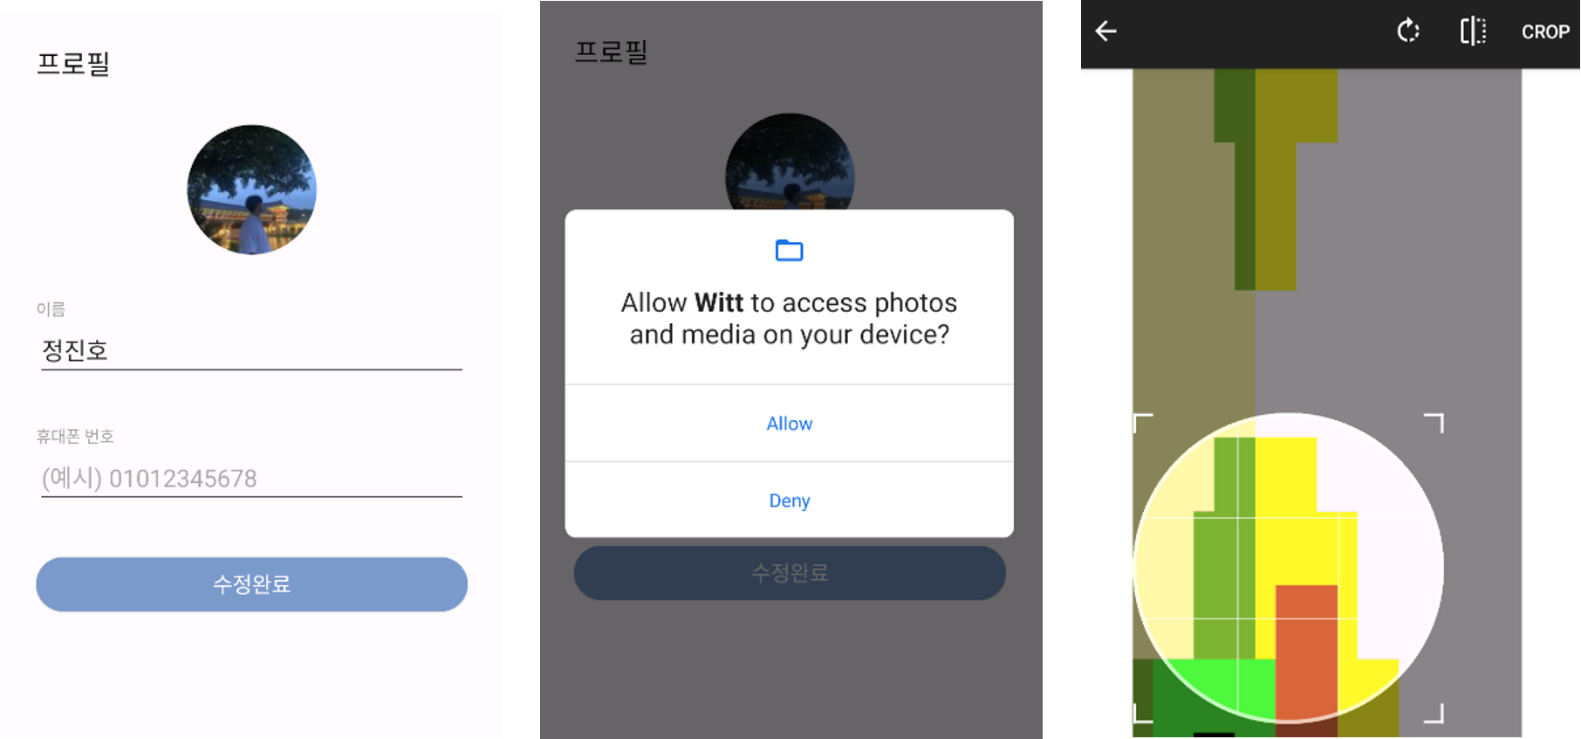 프로필
이름
정진호
휴대폰 번호
(예시) 01012345678
수정완료
프로필
Allow Witt to access photos
and media on your device?
Allow
Deny
수정완료
CROP